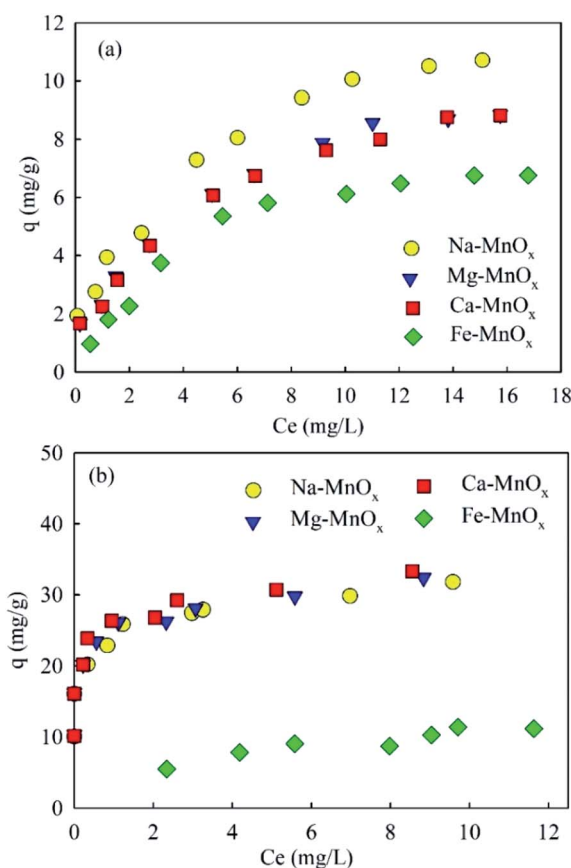 (a)
12
10
8
6
4
2
0
q (mg/g)
Na-MnOₓ
Mg-MnOₓ
Ca-MnOₓ
Fe-MnOₓ
0 2 4 6 8 10 12 14 16 18
Ce (mg/L)
(b)
50
40
30
20
10
0
q (mg/g)
Na-MnOₓ Ca-MnOₓ
Mg-MnOₓ Fe-MnOₓ
0 2 4 6 8 10 12
Ce (mg/L)